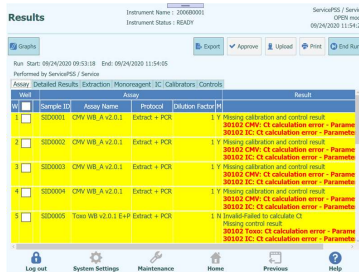 Results
Instrument Name : 2006B0001
Instrument Status : READY
ServicePSS / Servi
OPEN mo
09/24/2020 11:54:2
Graphs
Export
Approve
Upload
Print
End Run
Run Start: 09/24/2020 09:53:18 End: 09/24/2020 11:54:05
Performed by ServicePSS / Service
Assay Detailed Results Extraction Monoreagent IC Calibrators Controls
Well Assay Result
W Sample ID Assay Name Protocol Dilution Factor M
1 SID0001 CMV WB_A v2.0.1 Extract + PCR 1 Y Missing calibration and control result
30102 CMV: Ct calculation error - Parame
30102 IC: Ct calculation error - Paramete
2 SID0002 CMV WB_A v2.0.1 Extract + PCR 1 Y Missing calibration and control result
30102 CMV: Ct calculation error - Parame
30102 IC: Ct calculation error - Paramete
3 SID0003 CMV WB_A v2.0.1 Extract + PCR 1 Y Missing calibration and control result
30102 CMV: Ct calculation error - Parame
30102 IC: Ct calculation error - Paramete
4 SID0004 CMV WB_A v2.0.1 Extract + PCR 1 Y Missing calibration and control result
30102 CMV: Ct calculation error - Parame
30102 IC: Ct calculation error - Paramete
5 SID0005 Toxo WB v2.0.1 E+P Extract + PCR 1 N Invalid-Failed to calculate Ct
Missing control result
30102 Toxo: Ct calculation error - Parame
30102 IC: Ct calculation error - Paramete
Log out
System Settings
Maintenance
Home
Previous
Help